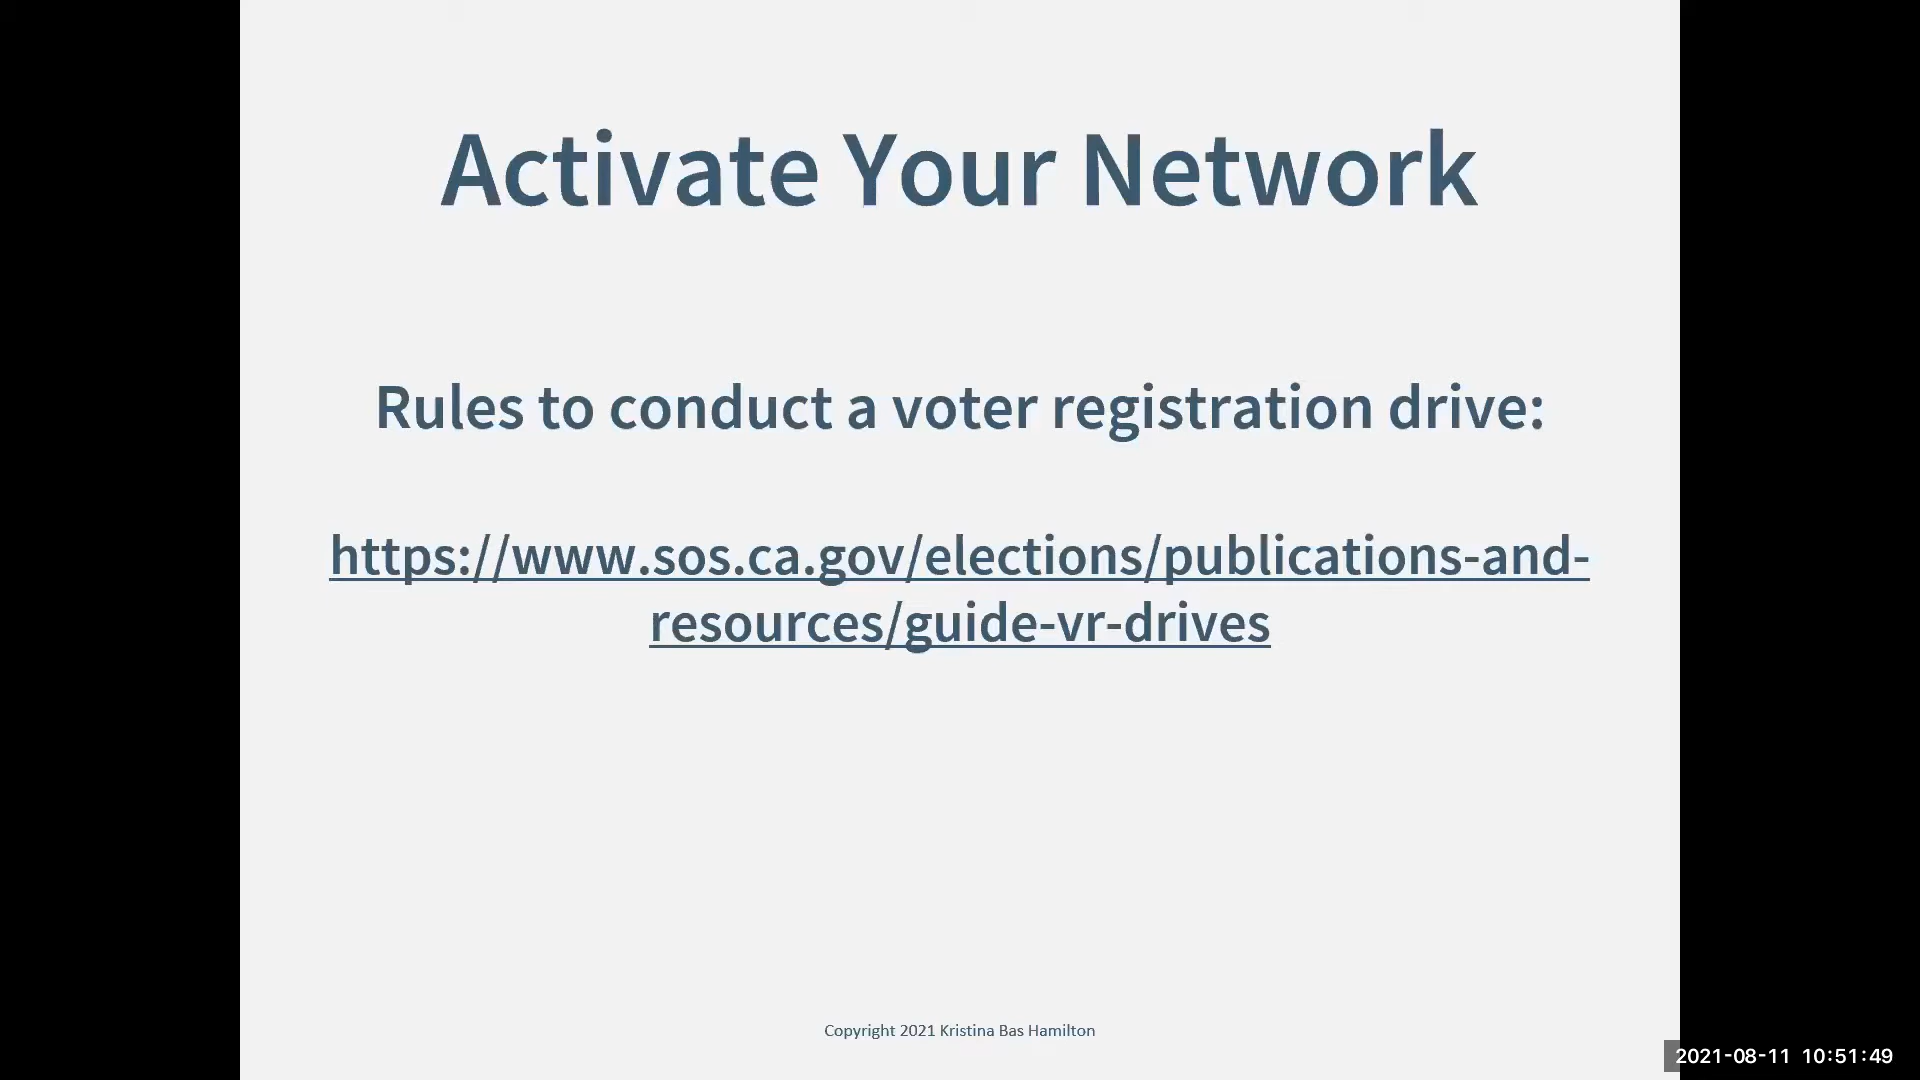 Activate Your Network
Rules to conduct a voter registration drive:
https://www.sos.ca.gov/elections/publications-and-
resources/guide-vr-drives
Copyright 2021 Kristina Bas Hamilton
2021-08-11 10:51:49